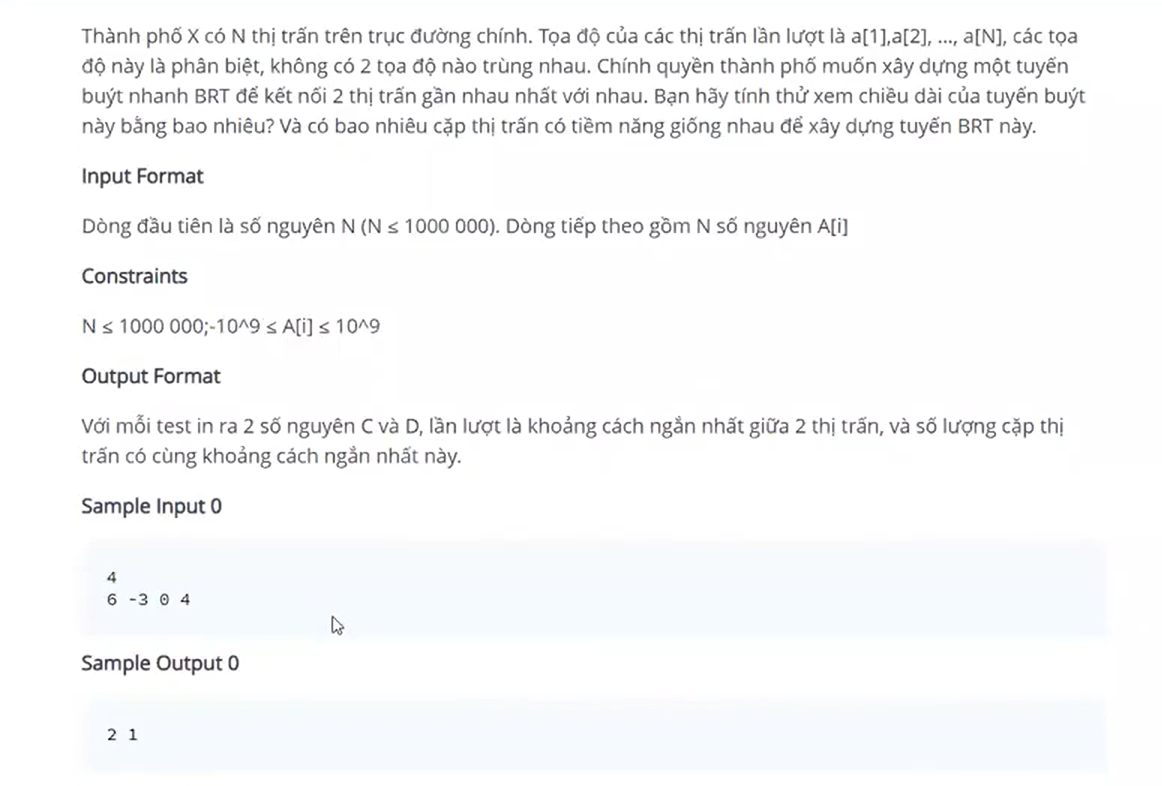 Thành phố X có N thị trấn trên trục đường chính. Tọa độ của các thị trấn lần lượt là a[1],a[2], ..., a[N], các tọa
độ này là phân biệt, không có 2 tọa độ nào trùng nhau. Chính quyền thành phố muốn xây dựng một tuyến
buýt nhanh BRT để kết nối 2 thị trấn gần nhau nhất với nhau. Bạn hãy tính thử xem chiều dài của tuyến buýt
này bằng bao nhiêu? Và có bao nhiêu cặp thị trấn có tiềm năng giống nhau để xây dựng tuyến BRT này.
Input Format
Dòng đầu tiên là số nguyên N (N ≤ 1000 000). Dòng tiếp theo gồm N số nguyên A[i]
Constraints
N ≤ 1000 000;-10^9 ≤ A[i] ≤ 10^9
Output Format
Với mỗi test in ra 2 số nguyên C và D, lần lượt là khoảng cách ngắn nhất giữa 2 thị trấn, và số lượng cặp thị
trấn có cùng khoảng cách ngắn nhất này.
Sample Input 0
4
6 -3 0 4
Sample Output 0
2 1